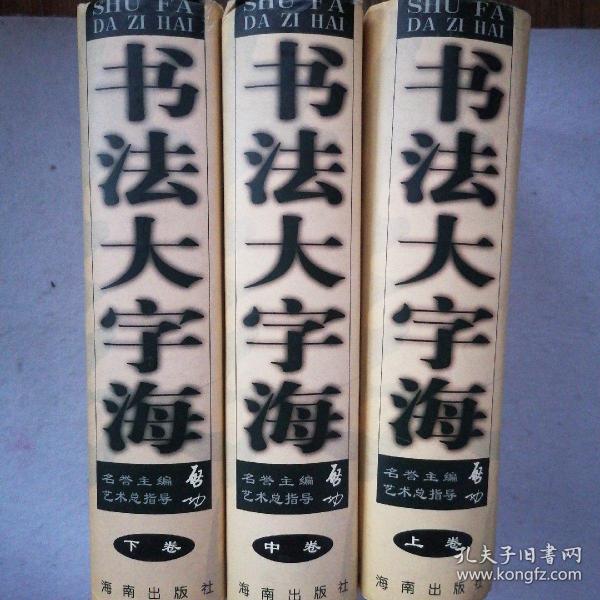 SHU FA
DA ZI HAI
书法大字海
名誉主编
艺术总指导
启功
下卷
海南出版社
SHU FA
DA ZI HAI
书法大字海
名誉主编
艺术总指导
启功
中卷
海南出版社
SHU FA
DA ZI HAI
书法大字海
名誉主编
艺术总指导
启功
上卷
海南出版社
孔夫子旧书网
www.kongfz.com